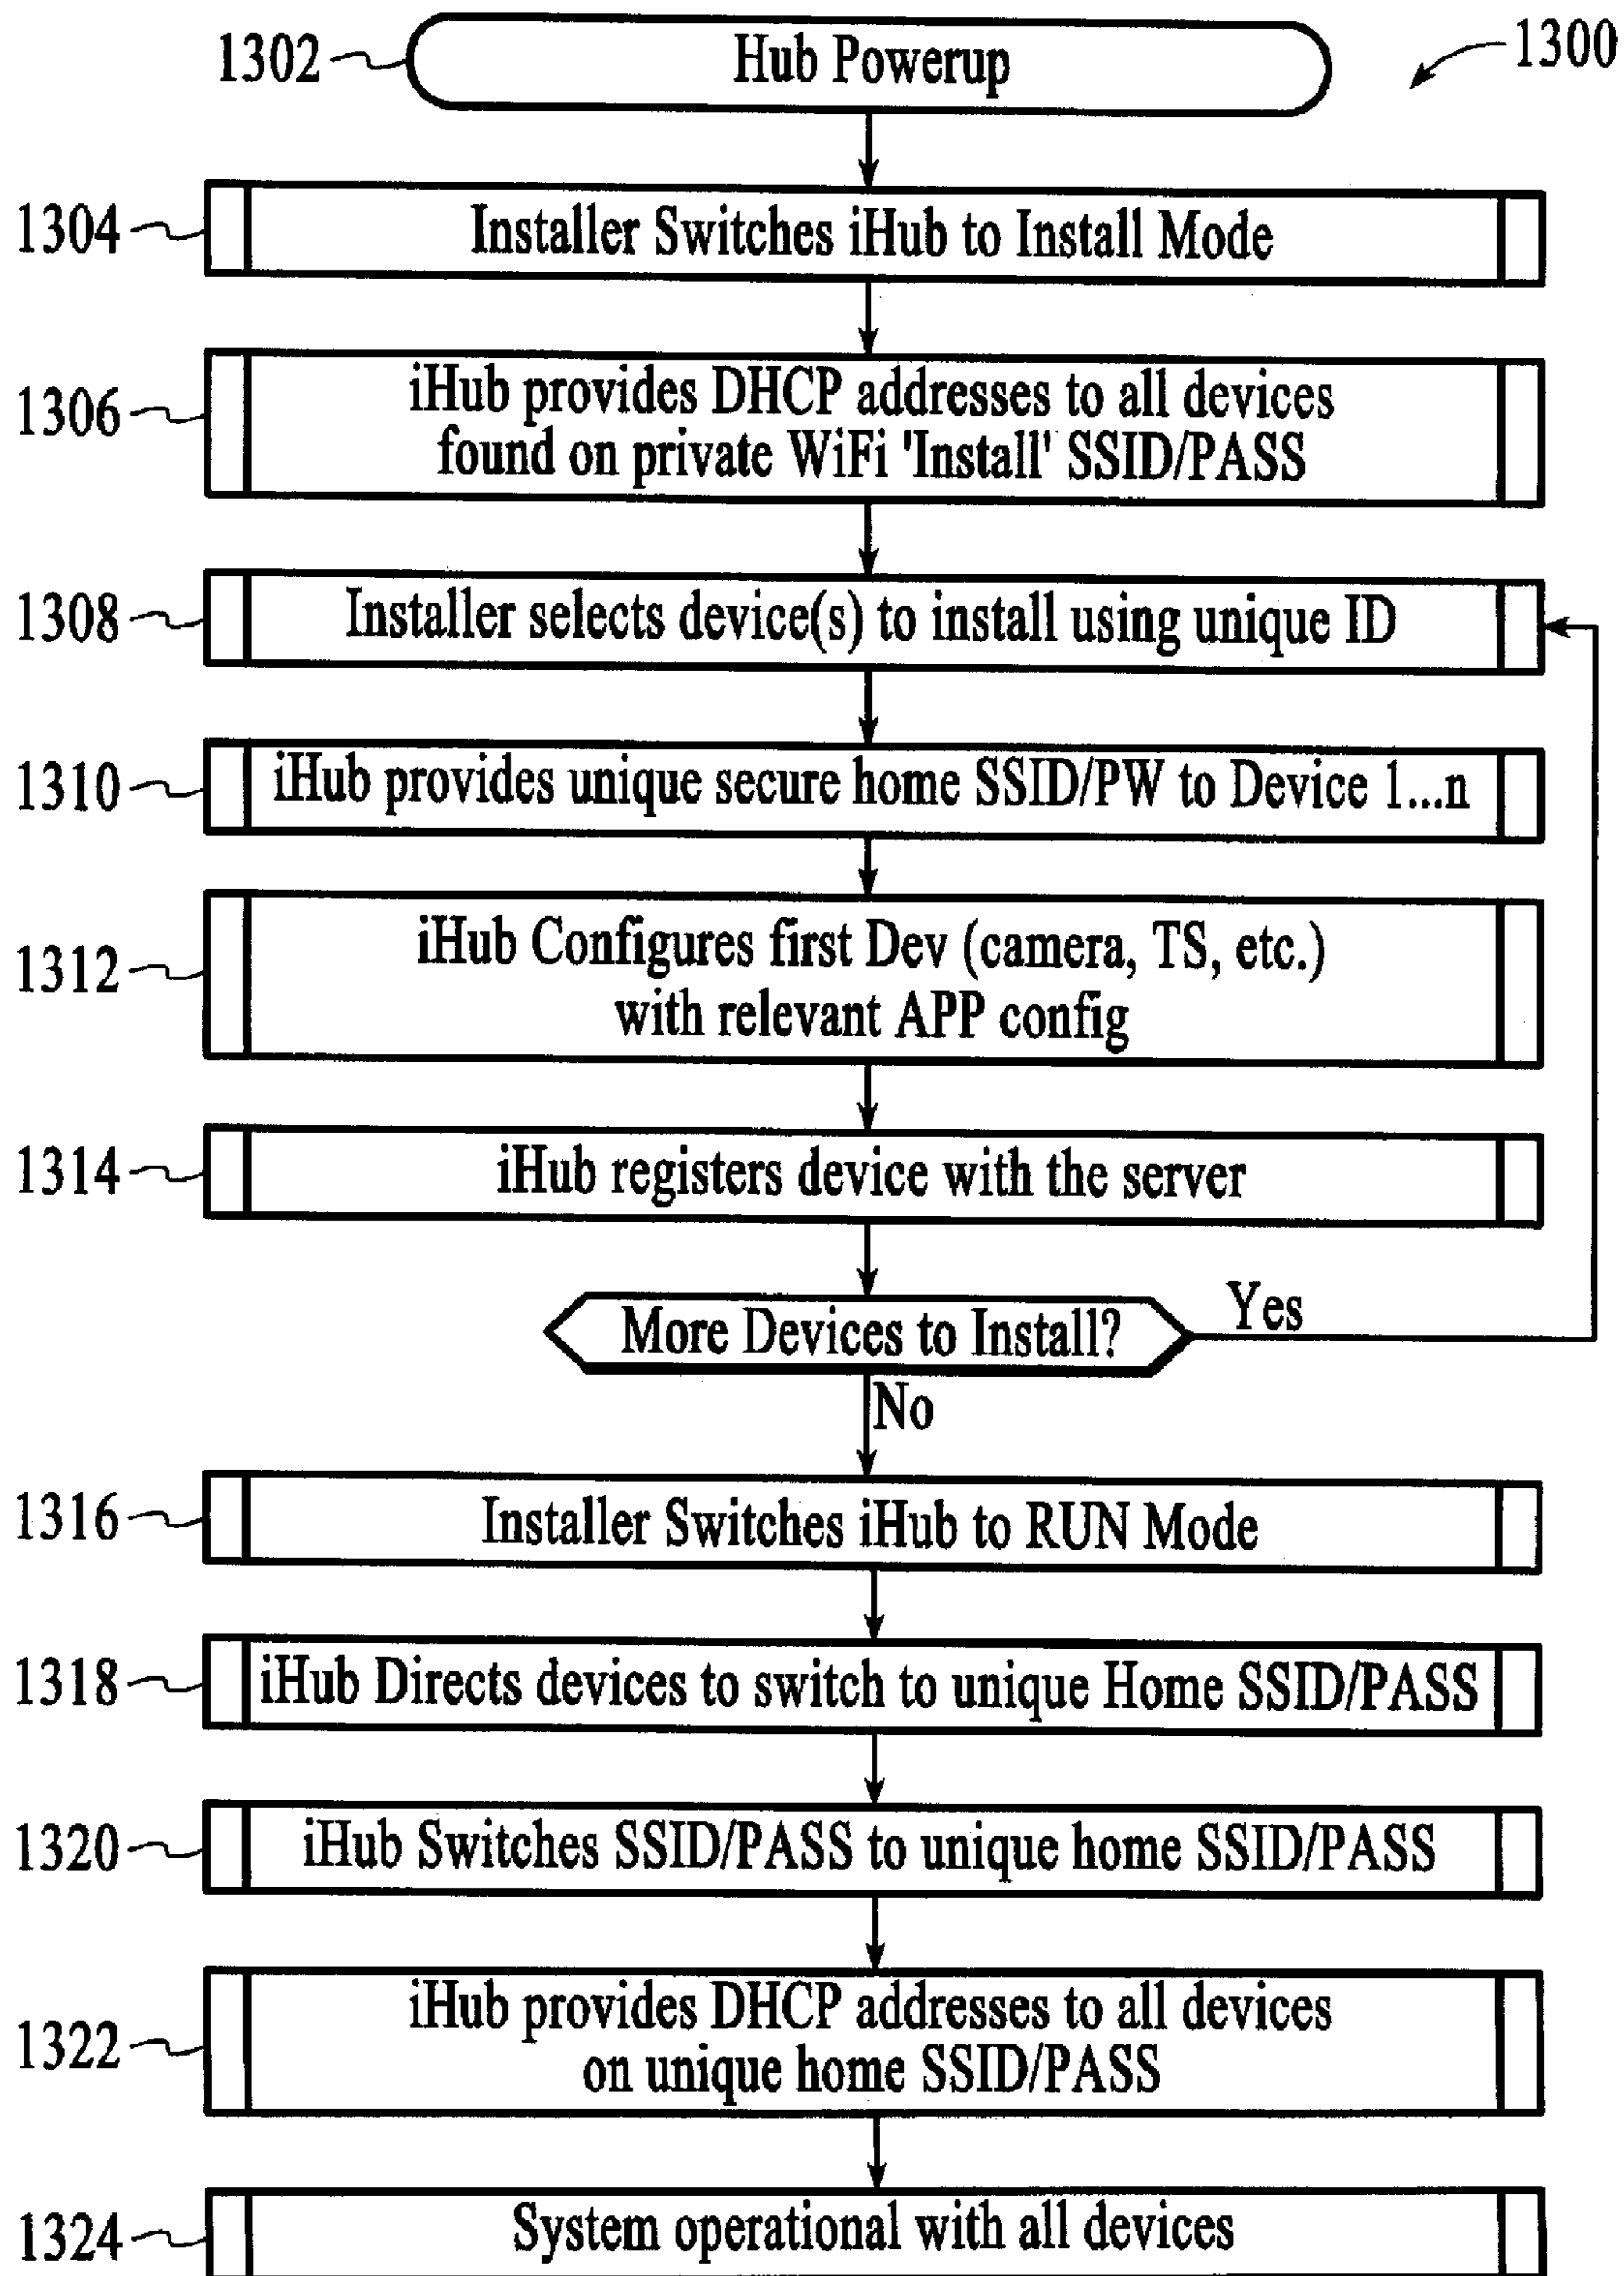 1302
Hub Powerup
1300
1304
Installer Switches iHub to Install Mode
1306
iHub provides DHCP addresses to all devices
found on private WiFi 'Install' SSID/PASS
1308
Installer selects device(s) to install using unique ID
1310
iHub provides unique secure home SSID/PW to Device 1...n
1312
iHub Configures first Dev (camera, TS, etc.)
with relevant APP config
1314
iHub registers device with the server
More Devices to Install?
Yes
No
1316
Installer Switches iHub to RUN Mode
1318
iHub Directs devices to switch to unique Home SSID/PASS
1320
iHub Switches SSID/PASS to unique home SSID/PASS
1322
iHub provides DHCP addresses to all devices
on unique home SSID/PASS
1324
System operational with all devices